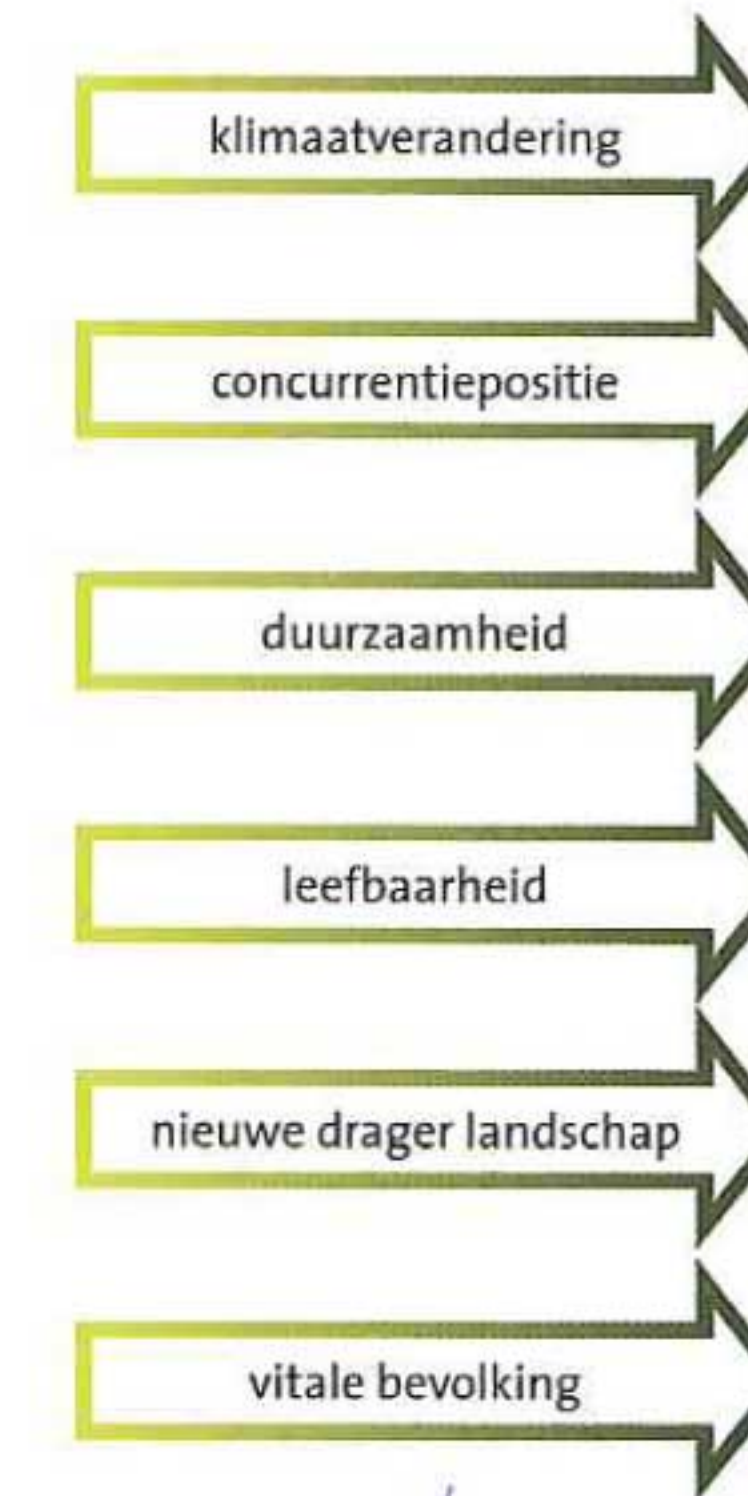 klimaatverandering
concurrentiepositie
duurzaamheid
leefbaarheid
nieuwe drager landschap
vitale bevolking